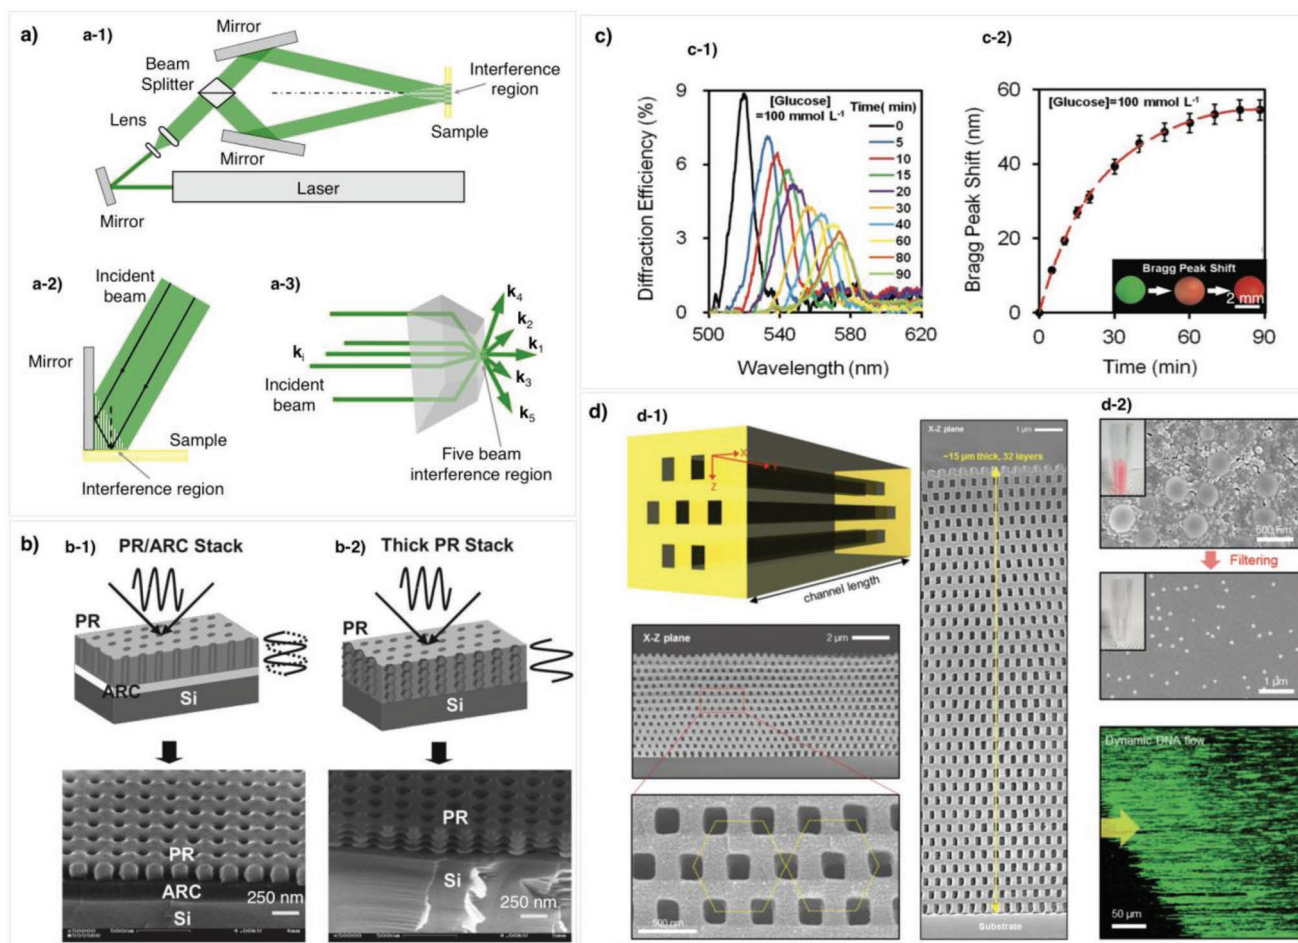 a)
a-1)
Mirror
Beam
Splitter
Lens
Interference
region
Sample
Mirror
Laser
Mirror
a-2)
Incident
beam
Mirror
Sample
Interference region
a-3)
k4
k2
k1
ki
k3
k5
Incident
beam
Five beam
interference region
b)
b-1)
PR/ARC Stack
PR
ARC
Si
PR
ARC
Si
250 nm
b-2)
Thick PR Stack
PR
Si
PR
Si
250 nm
c)
c-1)
Diffraction Efficiency (%)
9
6
3
0
[Glucose]
=100 mmol L-1
Time( min)
0
5
10
15
20
30
40
60
80
90
500
540
580
620
Wavelength (nm)
c-2)
Bragg Peak Shift (nm)
60
40
20
0
[Glucose]=100 mmol L-1
Bragg Peak Shift
2 mm
0
30
60
90
Time (min)
d)
d-1)
X
Y
Z
channel length
X-Z plane
2 µm
500 nm
X-Z plane
1 µm
~15 µm thick, 32 layers
Substrate
d-2)
500 nm
Filtering
1 µm
Dynamic DNA flow
50 µm